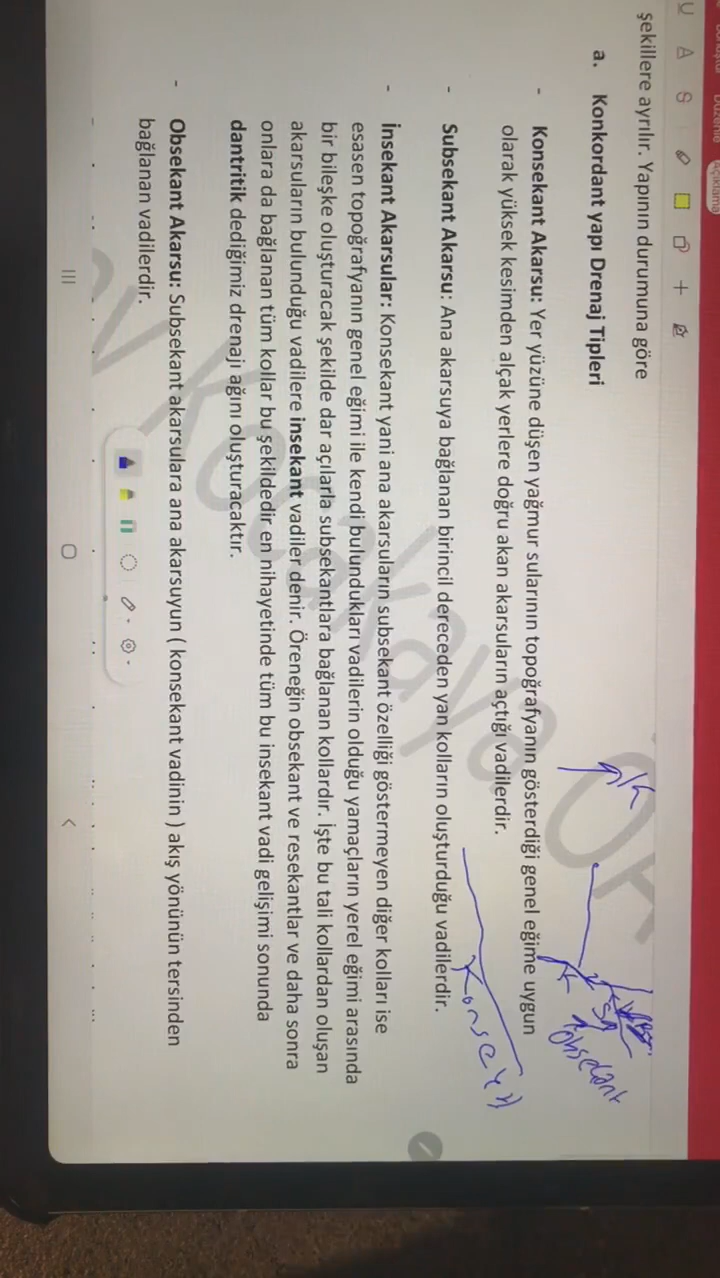 Düzenle
Açıklama
U A S
şekillere ayrılır. Yapının durumuna göre
a. Konkordant yapı Drenaj Tipleri
- Konsekant Akarsu: Yer yüzüne düşen yağmur sularının topoğrafyanın gösterdiği genel eğime uygun
olarak yüksek kesimden alçak yerlere doğru akan akarsuların açtığı vadilerdir.
- Subsekant Akarsu: Ana akarsuya bağlanan birincil dereceden yan kolların oluşturduğu vadilerdir.
- İnsekant Akarsular: Konsekant yani ana akarsuların subsekant özelliği göstermeyen diğer kolları ise
esasen topoğrafyanın genel eğimi ile kendi bulundukları vadilerin olduğu yamaçların yerel eğimi arasında
bir bileşke oluşturacak şekilde dar açılarla subsekantlara bağlanan kollardır. İşte bu tali kollardan oluşan
akarsuların bulunduğu vadilere insekant vadiler denir. Öreneğin obsekant ve resekantlar ve daha sonra
onlara da bağlanan tüm kollar bu şekildedir en nihayetinde tüm bu insekant vadi gelişimi sonunda
dantritik dediğimiz drenajı ağını oluşturacaktır.
- Obsekant Akarsu: Subsekant akarsulara ana akarsuyun ( konsekant vadinin ) akış yönünün tersinden
bağlanan vadilerdir.
obsekant
Kocakaya